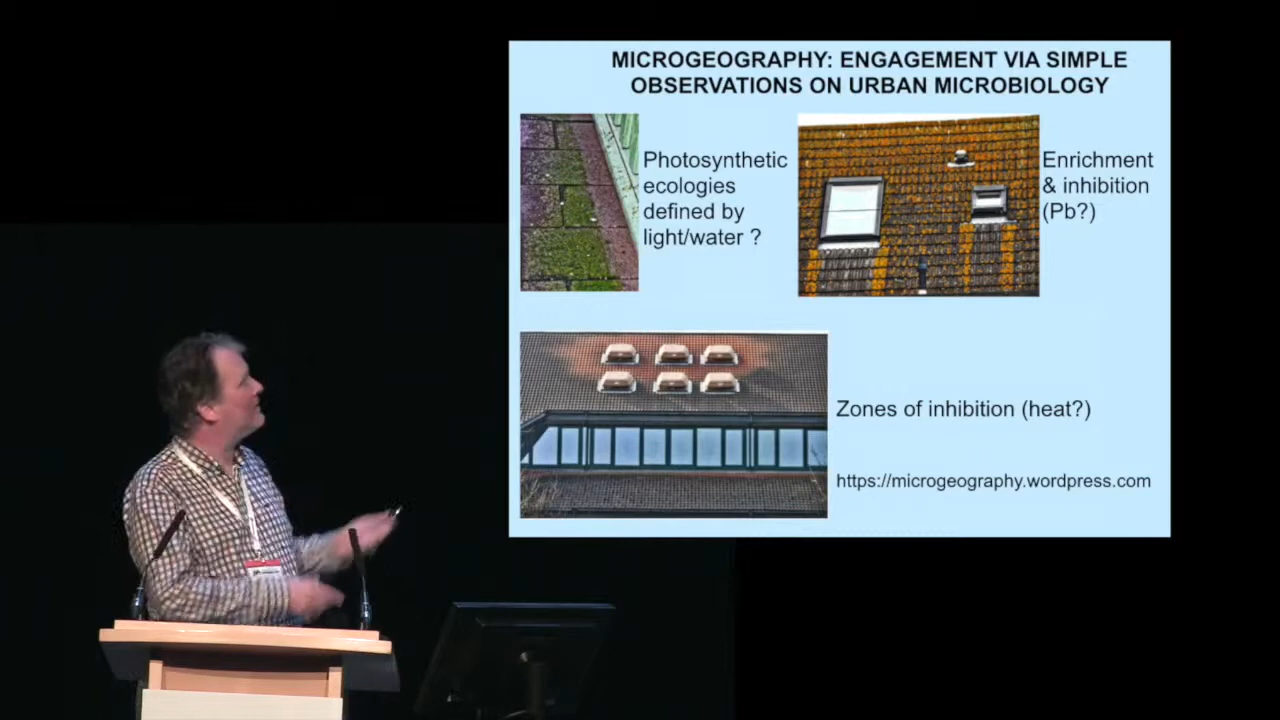 MICROGEOGRAPHY: ENGAGEMENT VIA SIMPLE
OBSERVATIONS ON URBAN MICROBIOLOGY
Photosynthetic
ecologies
defined by
light/water ?
Enrichment
& inhibition
(Pb?)
Zones of inhibition (heat?)
https://microgeography.wordpress.com